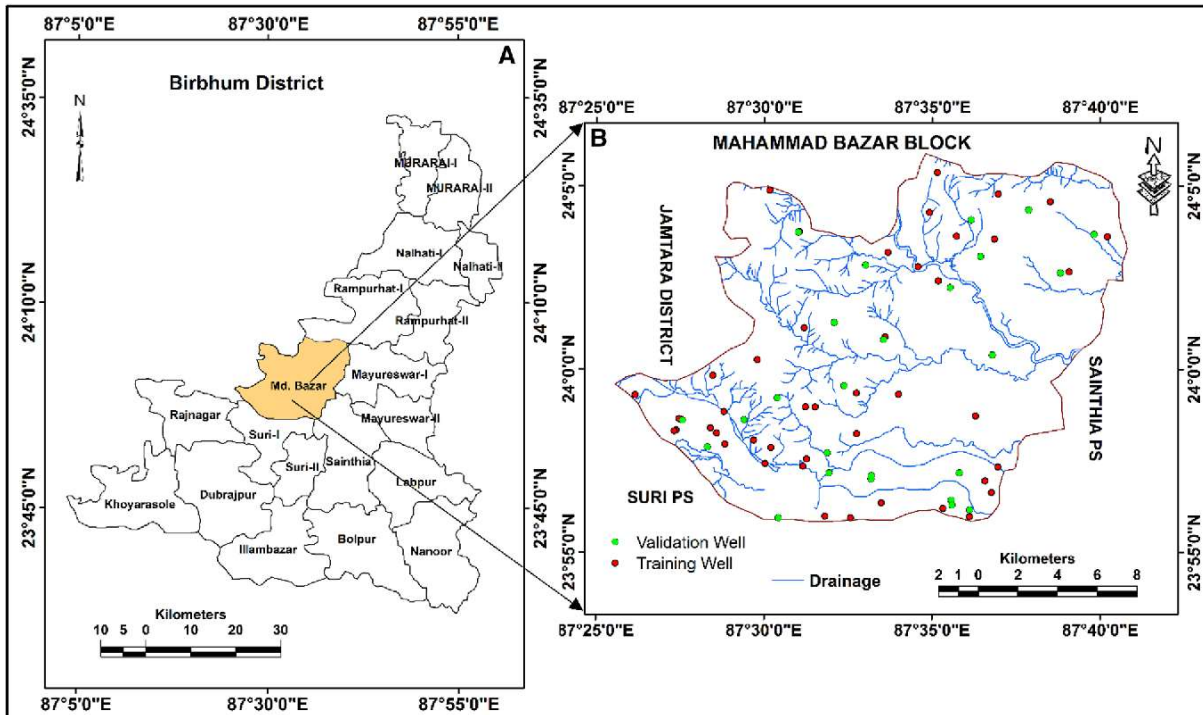 87°5'0"E 87°30'0"E 87°55'0"E
A
Birbhum District
N
24°35'0"N
24°35'0"N
24°10'0"N
24°10'0"N
23°45'0"N
23°45'0"N
MURARAI-I
MURARAI-II
Nalhati-I
Nalhati-II
Rampurhat-I
Rampurhat-II
Md. Bazar
Mayureswar-I
Rajnagar
Mayureswar-II
Suri-I
Suri-II
Sainthia
Labpur
Khoyarasole
Dubrajpur
Illambazar
Bolpur
Nanoor
Kilometers
10 5 0 10 20 30
87°5'0"E 87°30'0"E 87°55'0"E
87°25'0"E 87°30'0"E 87°35'0"E 87°40'0"E
B
MAHAMMAD BAZAR BLOCK
N
24°5'0"N
24°5'0"N
JAMTARA DISTRICT
24°0'0"N
24°0'0"N
SAINTHIA PS
SURI PS
23°55'0"N
23°55'0"N
Validation Well
Training Well
Drainage
Kilometers
2 1 0 2 4 6 8
87°25'0"E 87°30'0"E 87°35'0"E 87°40'0"E